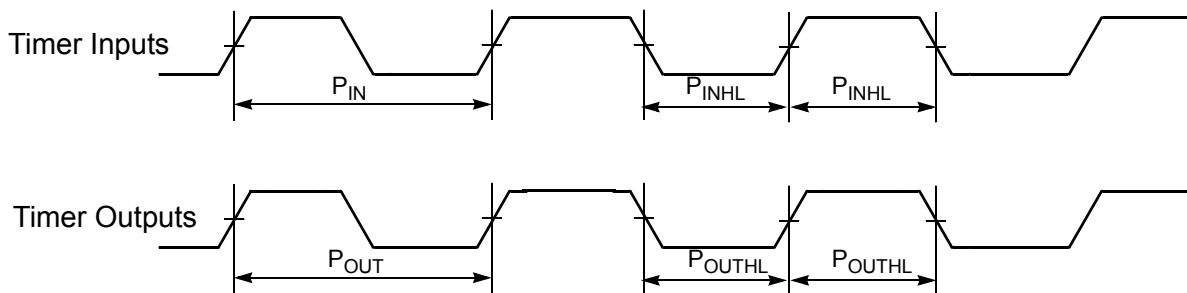 Timer Inputs
P_IN P_INHL P_INHL
Timer Outputs
P_OUT P_OUTHL P_OUTHL